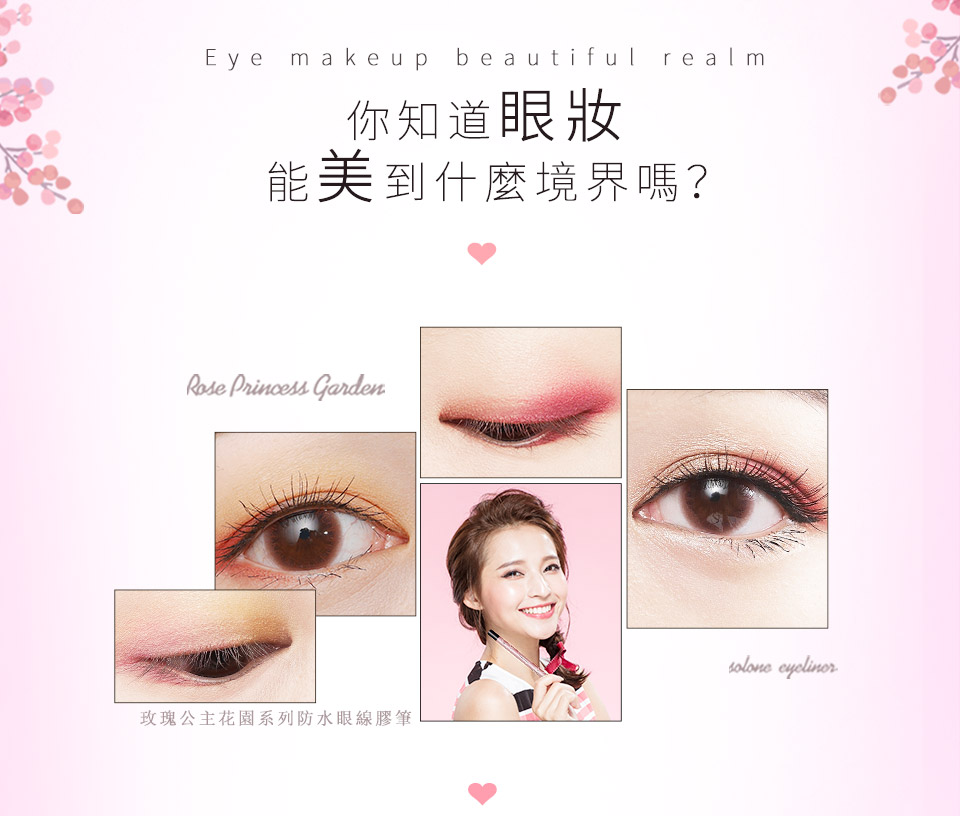 Eye makeup beautiful realm
你知道眼妝
能美到什麼境界嗎?
Rose Princess Garden
solone eyeliner
玫瑰公主花園系列防水眼線膠筆